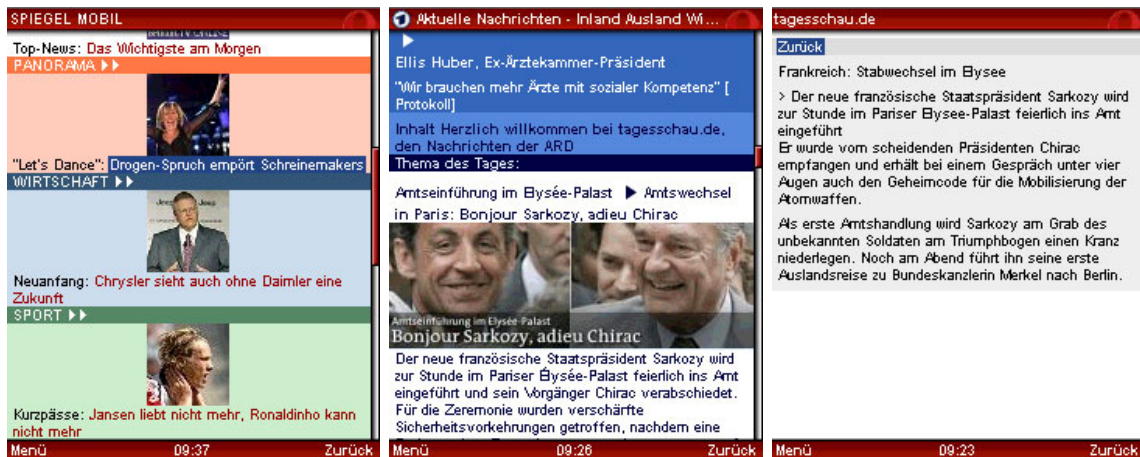 SPIEGEL MOBIL
Top-News: Das Wichtigste am Morgen
PANORAMA
"Let's Dance": Drogen-Spruch empört Schreinemakers
WIRTSCHAFT
Jeep Jeep
Neuanfang: Chrysler sieht auch ohne Daimler eine
Zukunft
SPORT
Kurzpässe: Jansen liebt nicht mehr, Ronaldinho kann
nicht mehr
Menü 09:37 Zurück
Aktuelle Nachrichten - Inland Ausland Wi...
Ellis Huber, Ex-Ärztekammer-Präsident
"Wir brauchen mehr Ärzte mit sozialer Kompetenz" [
Protokoll]
Inhalt Herzlich willkommen bei tagesschau.de,
den Nachrichten der ARD
Thema des Tages:
Amtseinführung im Elysée-Palast ▶ Amtswechsel
in Paris: Bonjour Sarkozy, adieu Chirac
Amtseinführung im Elysée-Palast
Bonjour Sarkozy, adieu Chirac
Der neue französische Staatspräsident Sarkozy wird
zur Stunde im Pariser Élysée-Palast feierlich ins Amt
eingeführt und sein Vorgänger Chirac verabschiedet.
Für die Zeremonie wurden verschärfte
Sicherheitsvorkehrungen getroffen, nachdem eine
Menü 09:26 Zurück
tagesschau.de
Zurück
Frankreich: Stabwechsel im Elysee
> Der neue französische Staatspräsident Sarkozy wird
zur Stunde im Pariser Elysee-Palast feierlich ins Amt
eingeführt
Er wurde vom scheidenden Präsidenten Chirac
empfangen und erhält bei einem Gespräch unter vier
Augen auch den Geheimcode für die Mobilisierung der
Atomwaffen.
Als erste Amtshandlung wird Sarkozy am Grab des
unbekannten Soldaten am Triumphbogen einen Kranz
niederlegen. Noch am Abend führt ihn seine erste
Auslandsreise zu Bundeskanzlerin Merkel nach Berlin.
Menü 09:23 Zurück